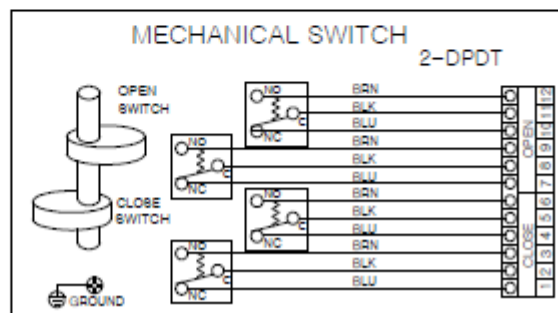 MECHANICAL SWITCH
2-DPDT
OPEN
SWITCH
CLOSE
SWITCH
GROUND
NO
C
NC
NO
C
NC
NO
C
NC
NO
C
NC
BRN
BLK
BLU
BRN
BLK
BLU
BRN
BLK
BLU
BRN
BLK
BLU
OPEN
CLOSE
12
11
10
9
8
7
6
5
4
3
2
1